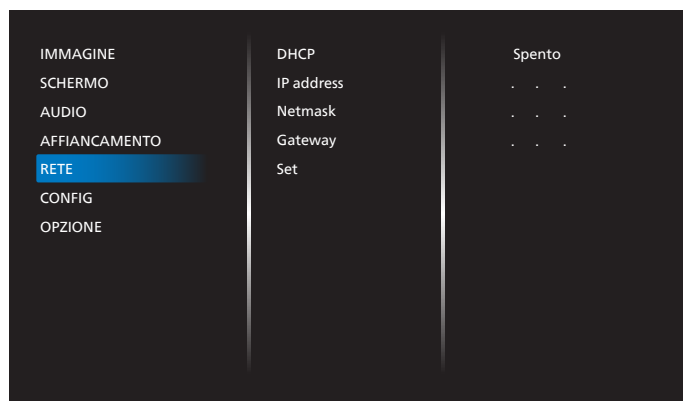 IMMAGINE
SCHERMO
AUDIO
AFFIANCAMENTO
RETE
CONFIG
OPZIONE
DHCP Spento
IP address . . .
Netmask . . .
Gateway . . .
Set